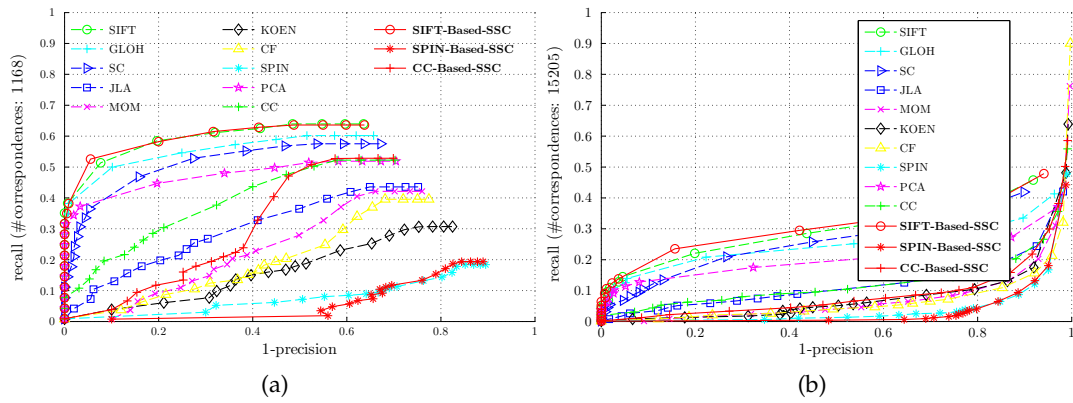 SIFT
GLOH
SC
JLA
MOM
KOEN
CF
SPIN
PCA
CC
SIFT-Based-SSC
SPIN-Based-SSC
CC-Based-SSC
recall (#correspondences: 1168)
1
0.9
0.8
0.7
0.6
0.5
0.4
0.3
0.2
0.1
0
0 0.2 0.4 0.6 0.8 1
1-precision
(a)
recall (#correspondences: 15205)
1
0.9
0.8
0.7
0.6
0.5
0.4
0.3
0.2
0.1
0
SIFT
GLOH
SC
JLA
MOM
KOEN
CF
SPIN
PCA
CC
SIFT-Based-SSC
SPIN-Based-SSC
CC-Based-SSC
0 0.2 0.4 0.6 0.8 1
1-precision
(b)